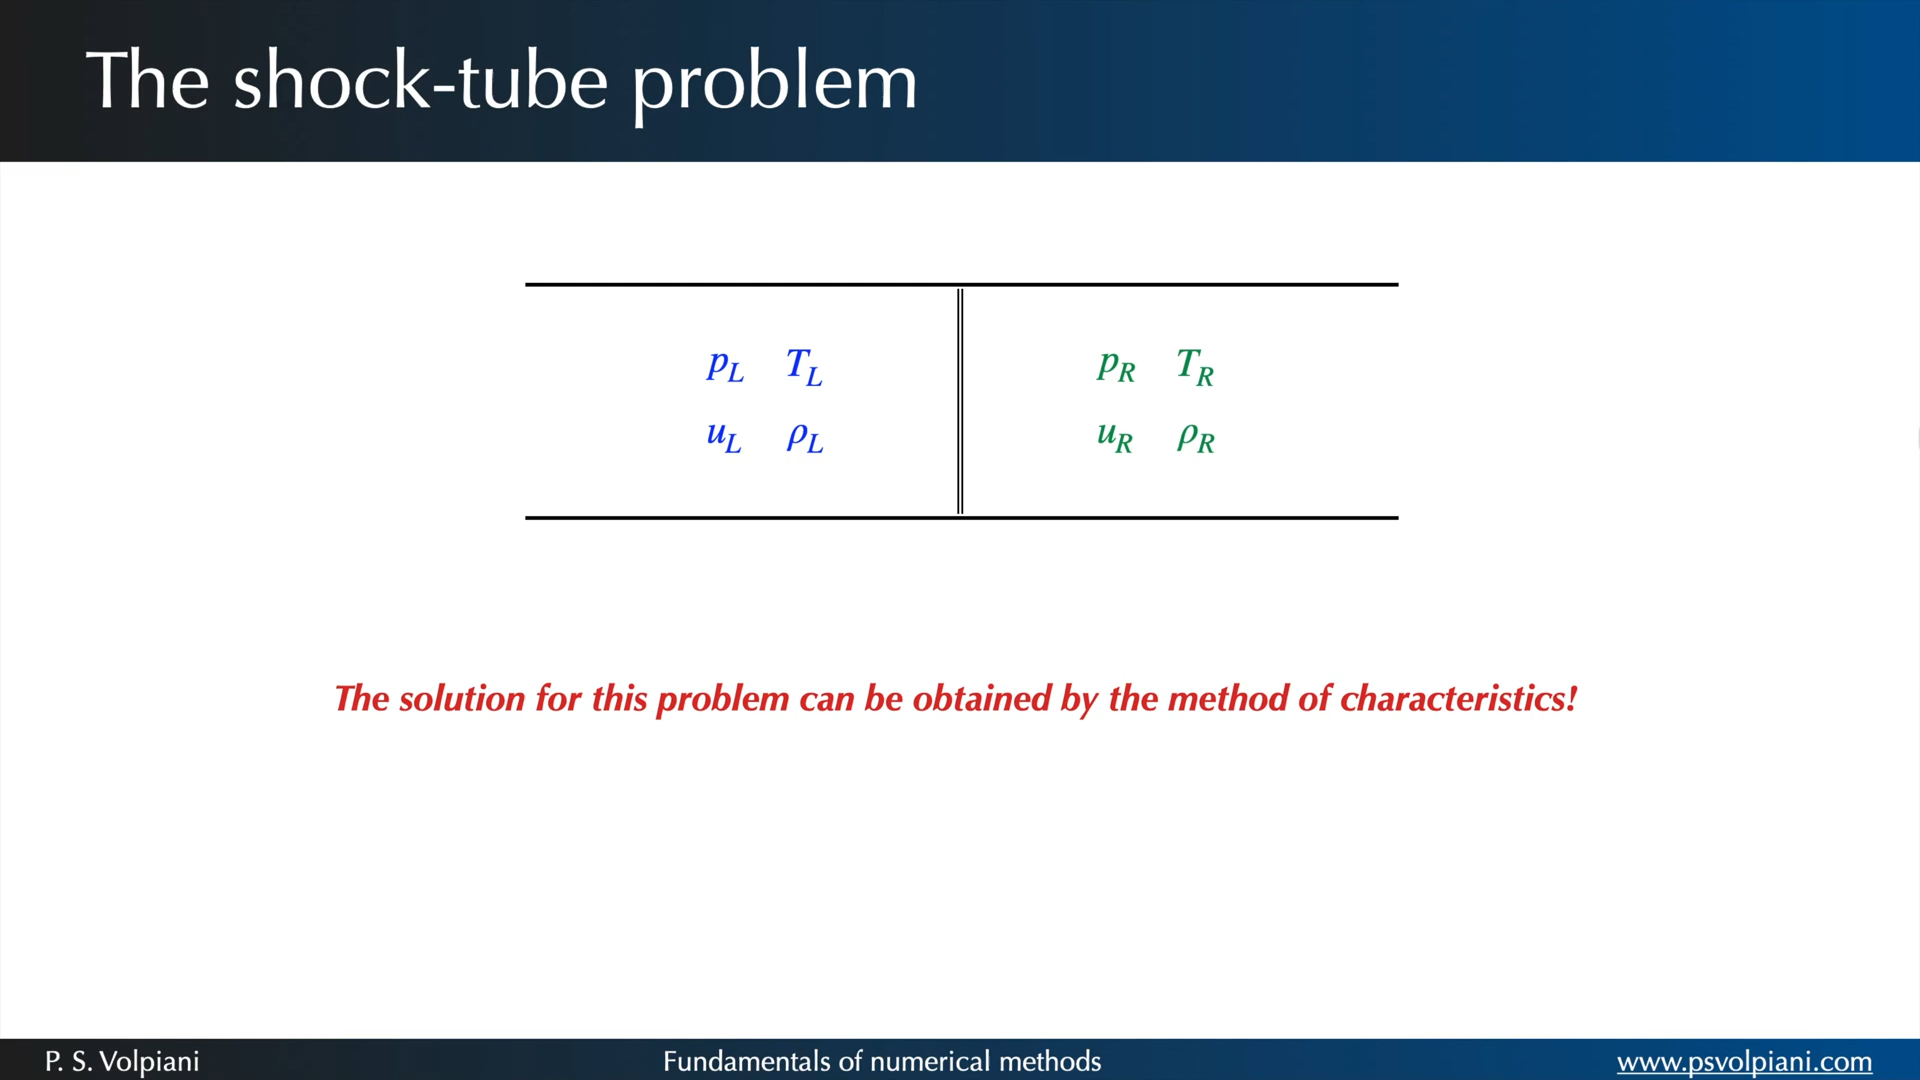 The shock-tube problem
p_L T_L p_R T_R
u_L ρ_L u_R ρ_R
The solution for this problem can be obtained by the method of characteristics!
P. S. Volpiani Fundamentals of numerical methods www.psvolpiani.com